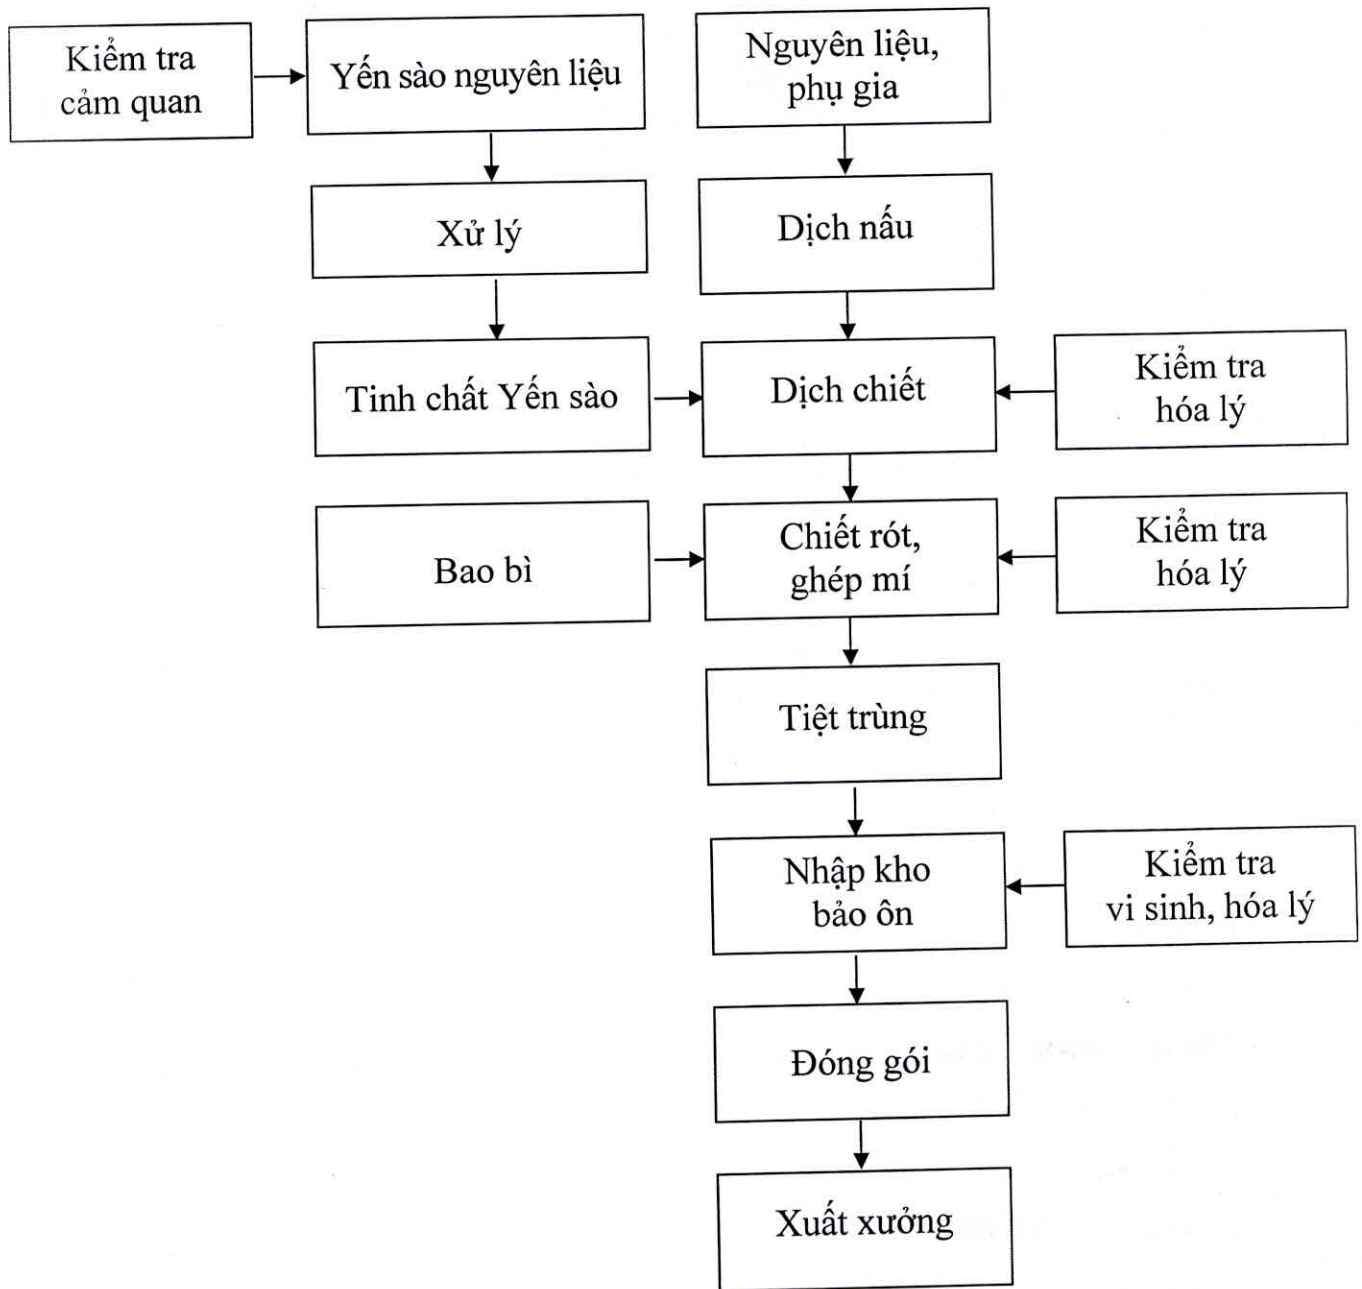 Kiểm tra
cảm quan
Yến sào nguyên liệu
Nguyên liệu,
phụ gia
Xử lý
Dịch nấu
Tinh chất Yến sào
Dịch chiết
Kiểm tra
hóa lý
Bao bì
Chiết rót,
ghép mí
Kiểm tra
hóa lý
Tiệt trùng
Nhập kho
bảo ôn
Kiểm tra
vi sinh, hóa lý
Đóng gói
Xuất xưởng